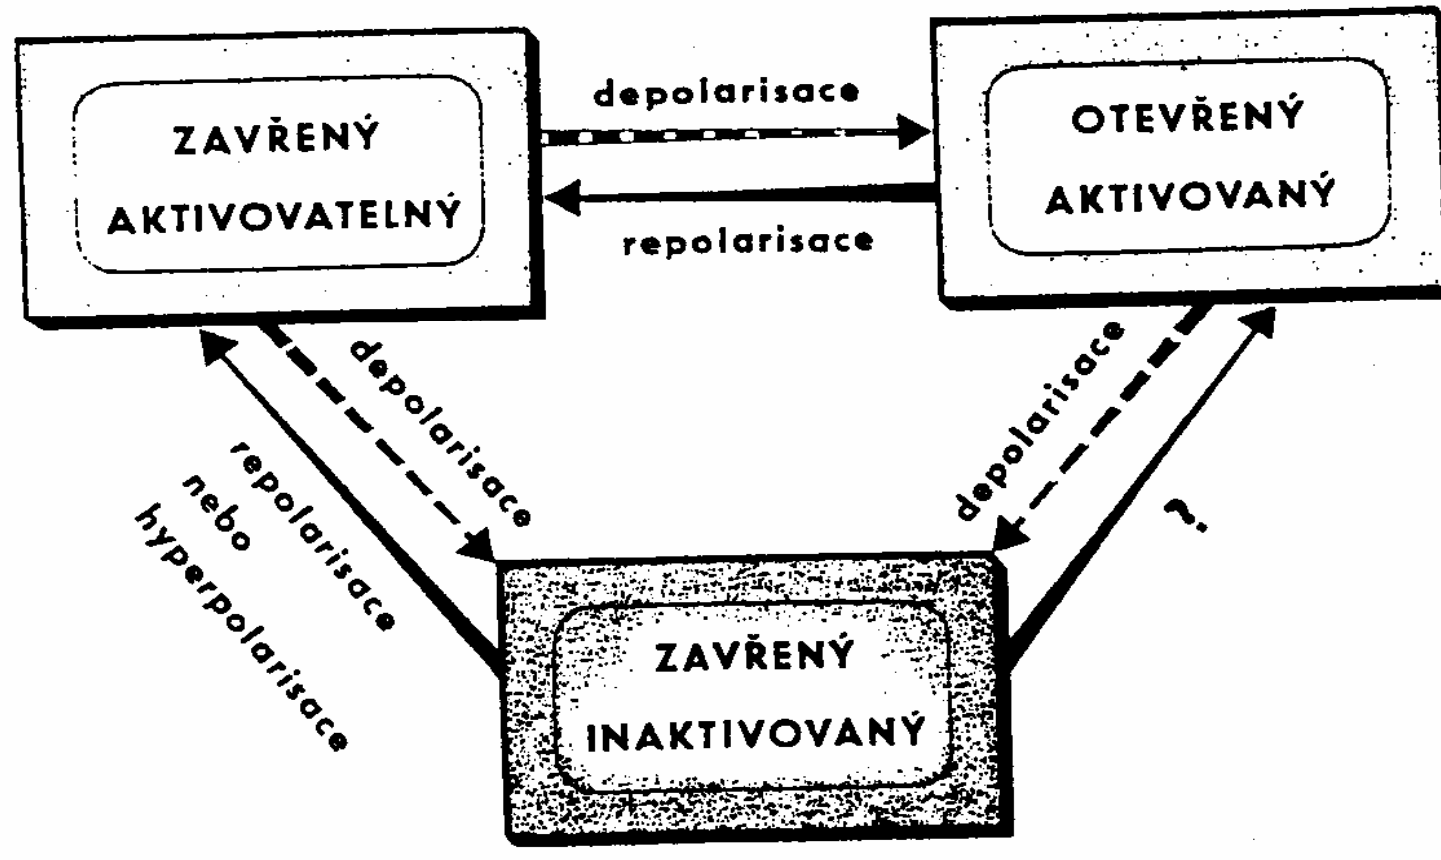 ZAVŘENÝ
AKTIVOVATELNÝ
depolarisace
repolarisace
OTEVŘENÝ
AKTIVOVANÝ
depolarisace
repolarisace
nebo
hyperpolarisace
depolarisace
?
ZAVŘENÝ
INAKTIVOVANÝ